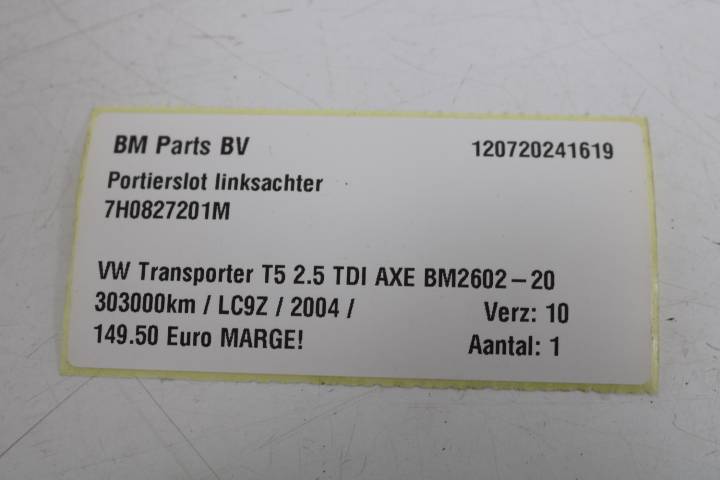 BM Parts BV 120720241619
Portierslot linksachter
7H0827201M
VW Transporter T5 2.5 TDI AXE BM2602-20
303000km / LC9Z / 2004 / Verz: 10
149.50 Euro MARGE! Aantal: 1